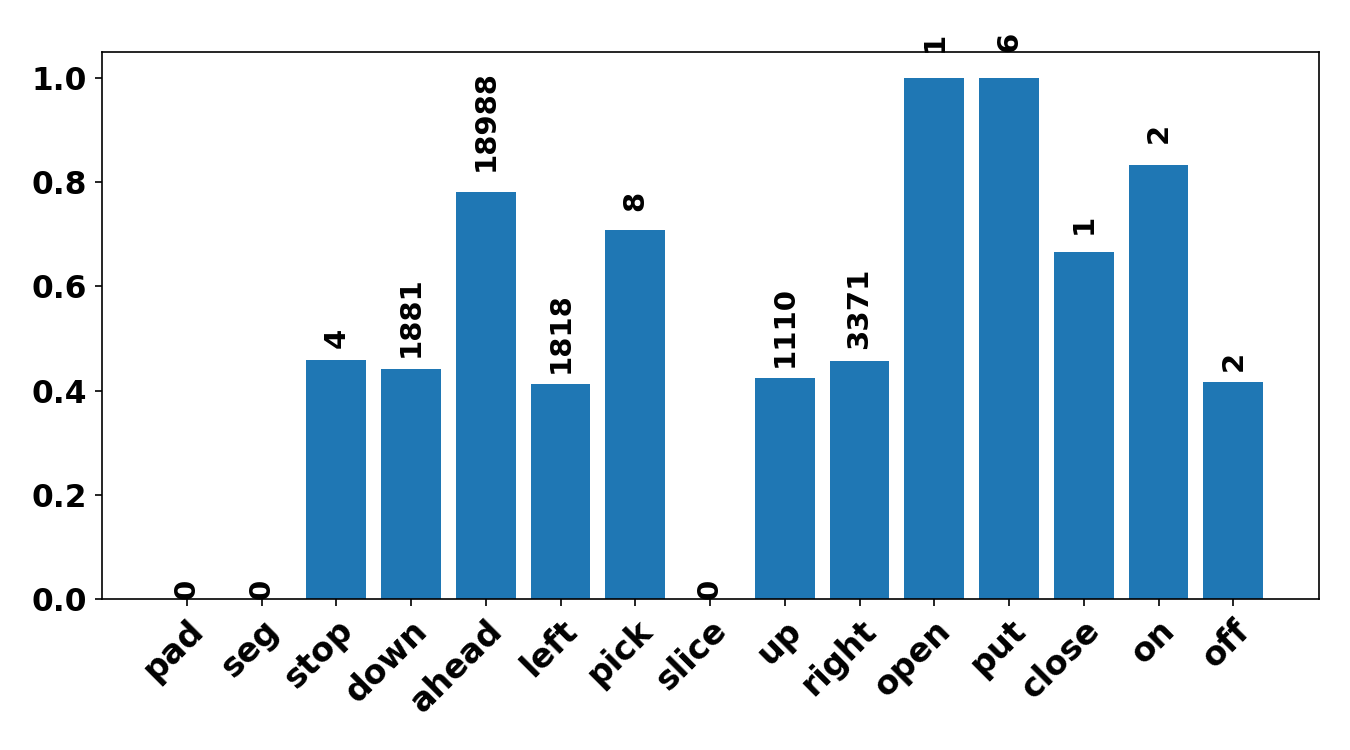 1.0
0.8
0.6
0.4
0.2
0.0
0
0
4
1881
18988
1818
8
0
1110
3371
1
6
1
2
2
pad
seg
stop
down
ahead
left
pick
slice
up
right
open
put
close
on
off